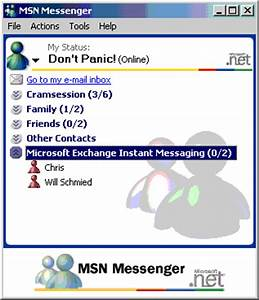 MSN Messenger
File Actions Tools Help
My Status:
Don't Panic! (Online)
Microsoft
.net
Go to my e-mail inbox
Cramsession (3/6)
Family (1/2)
Friends (0/2)
Other Contacts
Microsoft Exchange Instant Messaging (0/2)
Chris
Will Schmied
MSN Messenger
Microsoft
.net